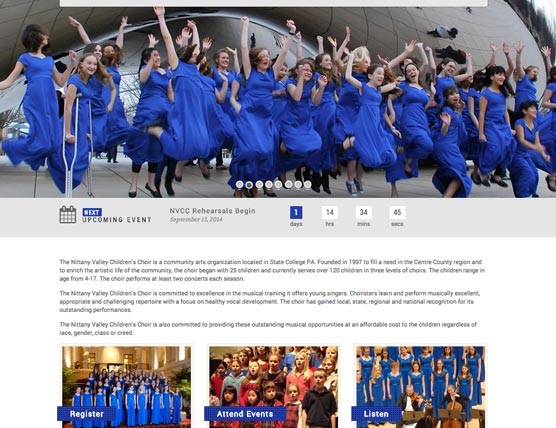 NEXT
UPCOMING EVENT
NVCC Rehearsals Begin
September 15, 2014
1 14 34 45
days hrs mins secs
The Nittany Valley Children's Choir is a community arts organization located in State College PA. Founded in 1997 to fill a need in the Centre County region and
to enrich the artistic life of the community, the choir began with 25 children and currently serves over 120 children in three levels of choirs. The children range in
age from 4-17. The choir performs at least two concerts each season.
The Nittany Valley Children's Choir is committed to excellence in the musical training it offers young singers. Choristers learn and perform musically excellent,
appropriate and challenging repertoire with a focus on healthy vocal development. The choir has gained local, state, regional and national recognition for its
outstanding performances.
The Nittany Valley Children's Choir is also committed to providing these outstanding musical opportunities at an affordable cost to the children regardless of
race, gender, class or creed.
Register Attend Events Listen